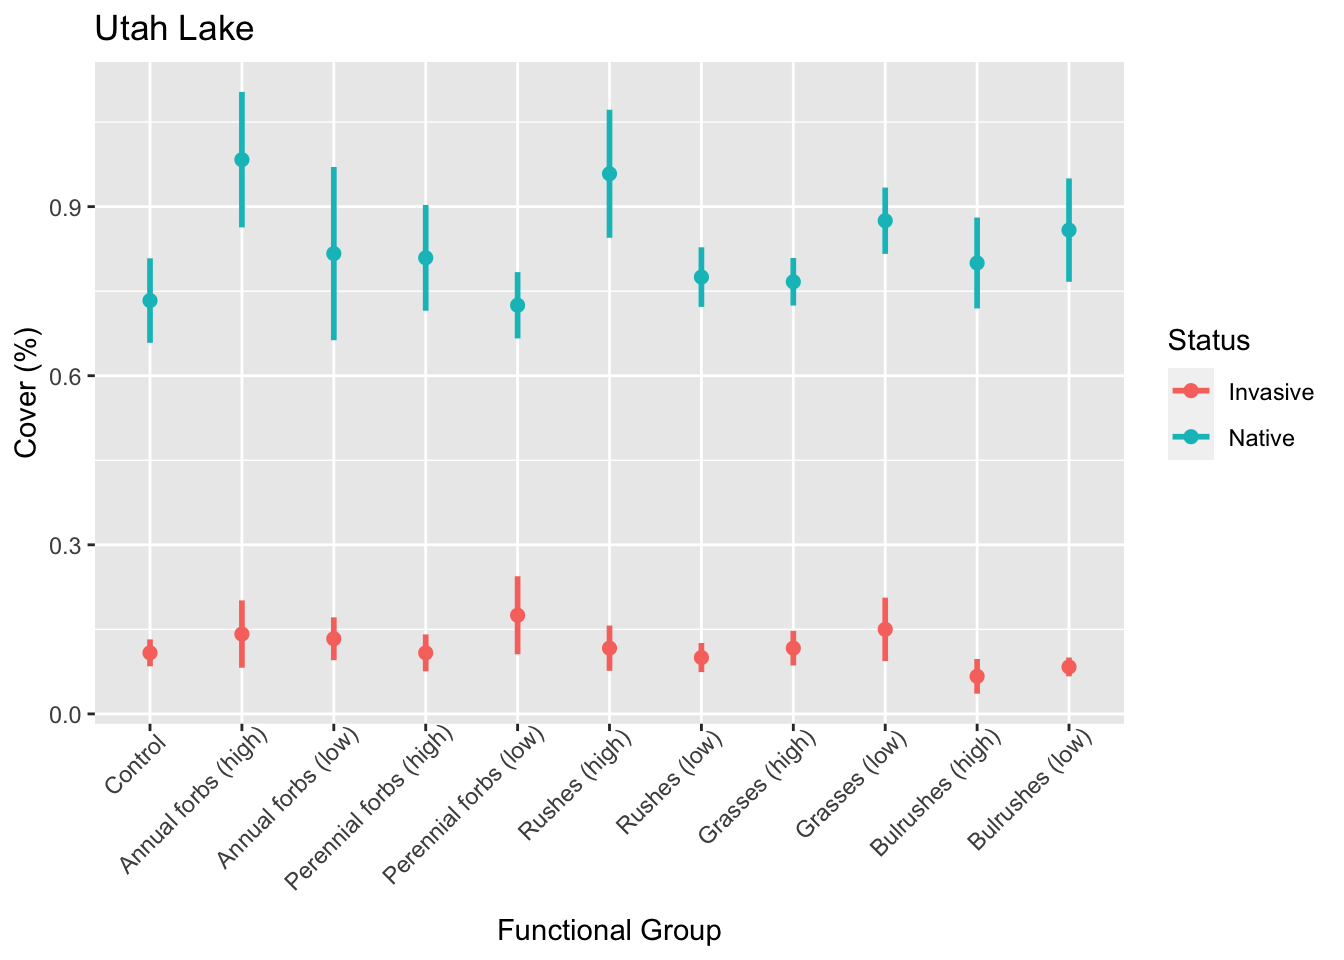 Utah Lake
Cover (%)
0.9
0.6
0.3
0.0
Control
Annual forbs (high)
Annual forbs (low)
Perennial forbs (high)
Perennial forbs (low)
Rushes (high)
Rushes (low)
Grasses (high)
Grasses (low)
Bulrushes (high)
Bulrushes (low)
Functional Group
Status
Invasive
Native